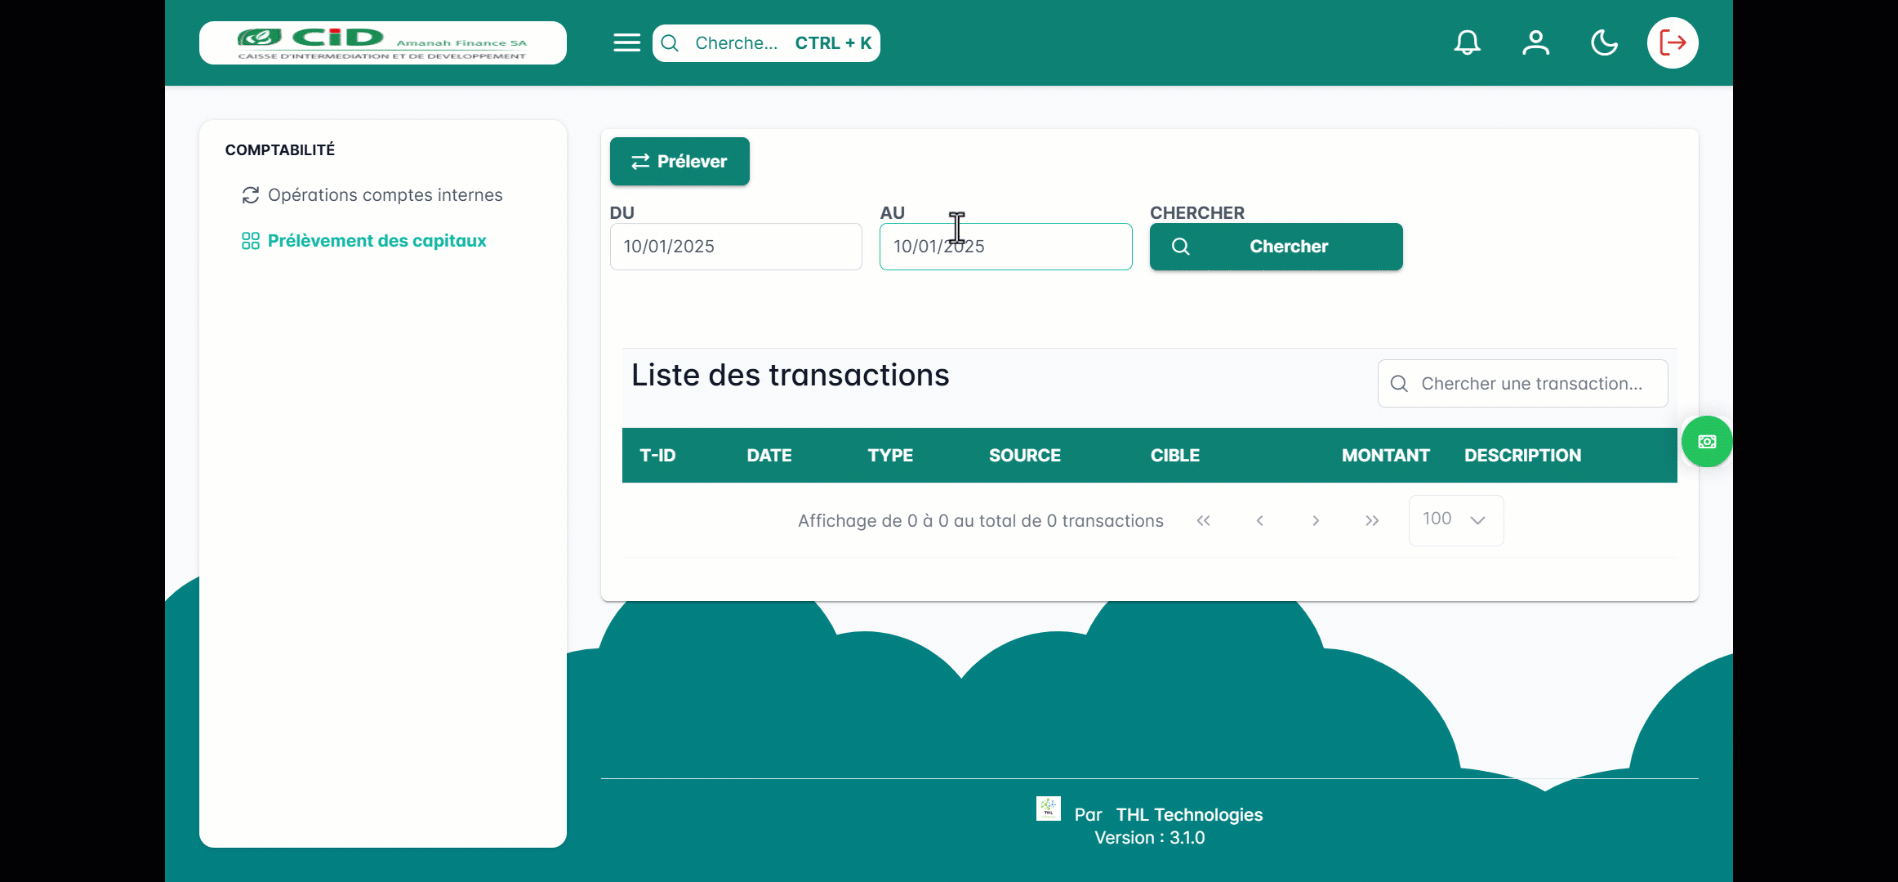 CiD Amanah Finance SA
CAISSE D'INTERMEDIATION ET DE DEVELOPPEMENT
Cherche... CTRL + K
COMPTABILITÉ
Opérations comptes internes
Prélèvement des capitaux
Prélever
DU AU CHERCHER
10/01/2025 10/01/2025 Chercher
Liste des transactions
Chercher une transaction...
T-ID DATE TYPE SOURCE CIBLE MONTANT DESCRIPTION
Affichage de 0 à 0 au total de 0 transactions « ‹ › » 100
THL
Par THL Technologies
Version : 3.1.0